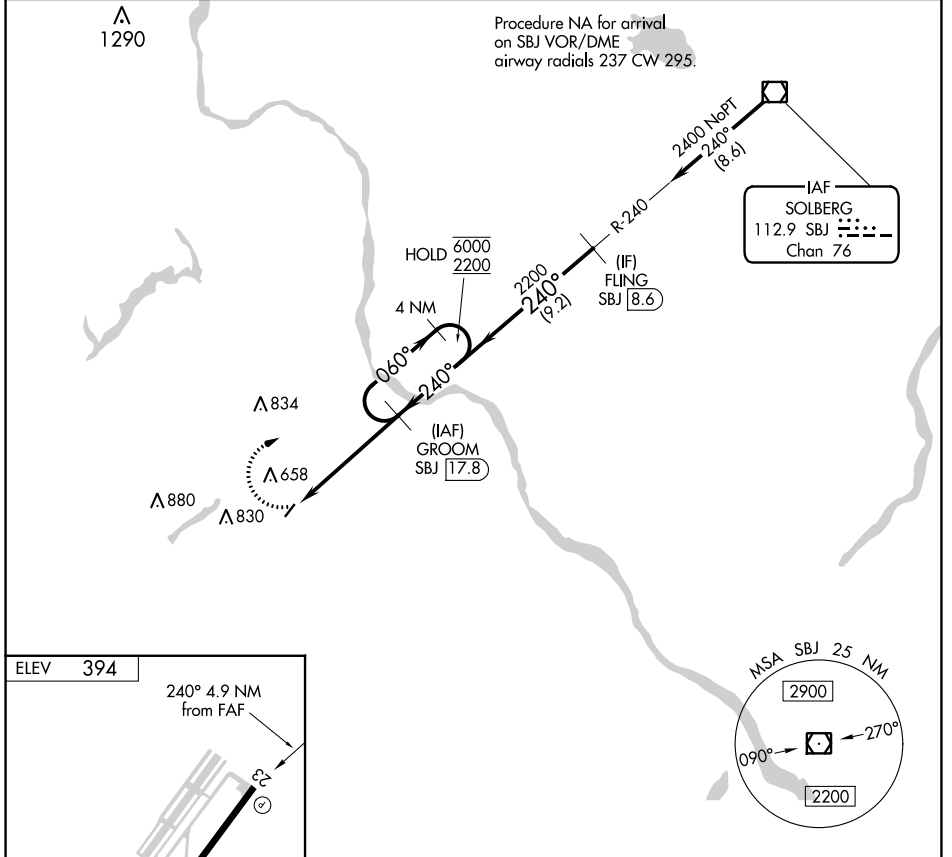 1290
Procedure NA for arrival
on SBJ VOR/DME
airway radials 237 CW 295.
2400 NoPT
240°
(8.6)
IAF
SOLBERG
112.9 SBJ
Chan 76
R-240
HOLD 6000
2200
(IF)
FLING
SBJ 8.6
2200
240°
(9.2)
4 NM
060°
240°
834
(IAF)
GROOM
SBJ 17.8
658
880
830
ELEV 394
240° 4.9 NM
from FAF
23
P
MSA SBJ 25 NM
2900
090°
270°
2200